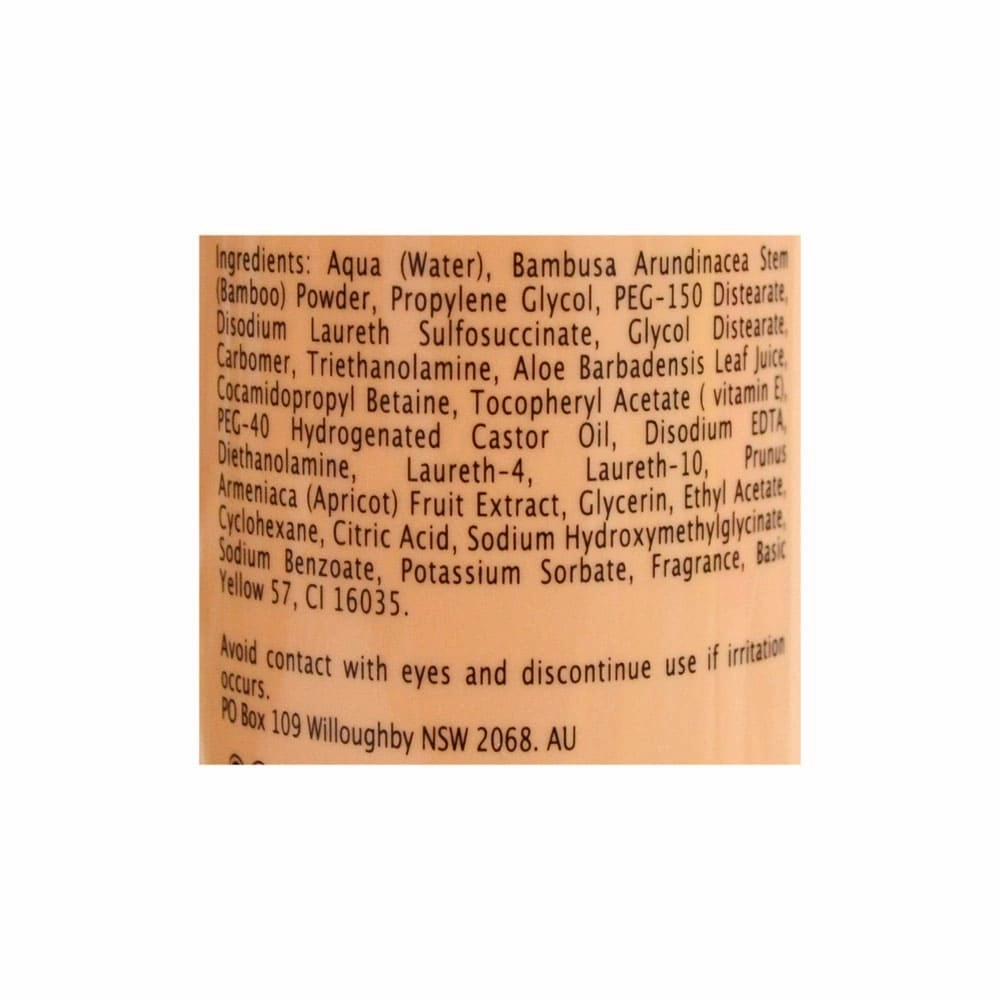 Ingredients: Aqua (Water), Bambusa Arundinacea Stem
(Bamboo) Powder, Propylene Glycol, PEG-150 Distearate,
Disodium Laureth Sulfosuccinate, Glycol Distearate,
Carbomer, Triethanolamine, Aloe Barbadensis Leaf Juice,
Cocamidopropyl Betaine, Tocopheryl Acetate ( vitamin E),
PEG-40 Hydrogenated Castor Oil, Disodium EDTA,
Diethanolamine, Laureth-4, Laureth-10, Prunus
Armeniaca (Apricot) Fruit Extract, Glycerin, Ethyl Acetate,
Cyclohexane, Citric Acid, Sodium Hydroxymethylglycinate,
Sodium Benzoate, Potassium Sorbate, Fragrance, Basic
Yellow 57, CI 16035.
Avoid contact with eyes and discontinue use if irritation
occurs.
PO Box 109 Willoughby NSW 2068. AU